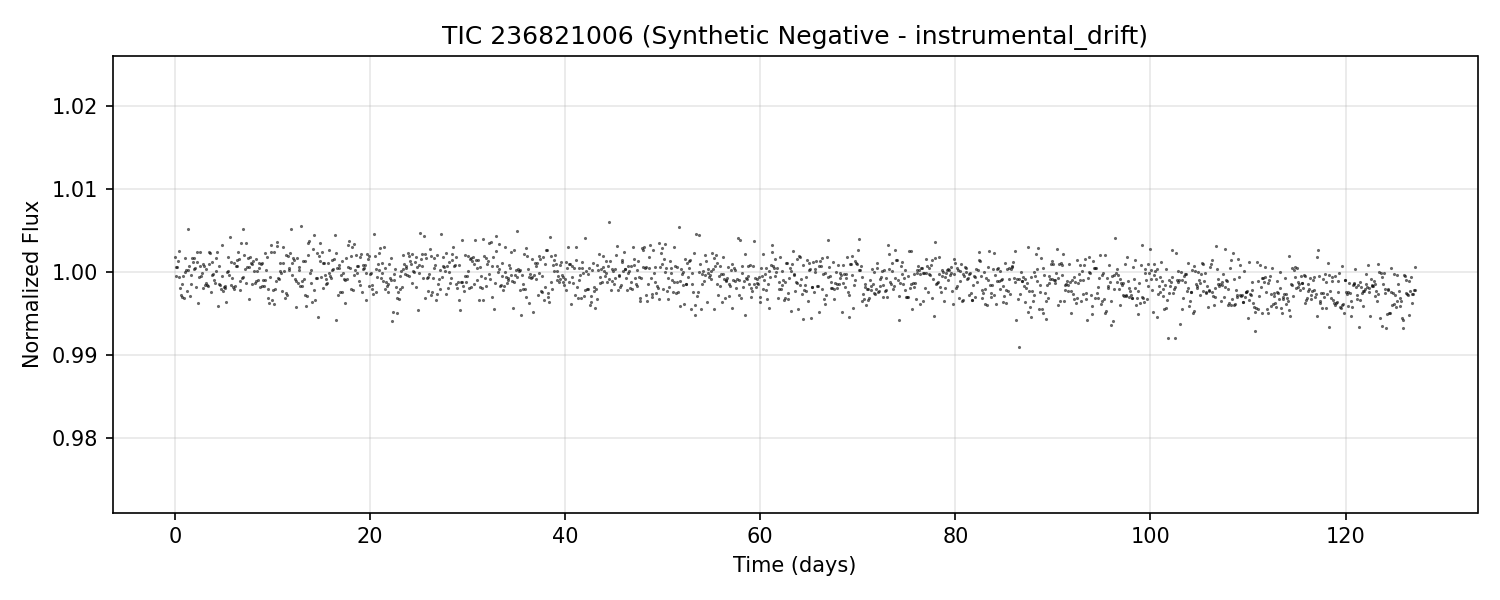 TIC 236821006 (Synthetic Negative - instrumental_drift)
1.02
1.01
1.00
0.99
0.98
Normalized Flux
0 20 40 60 80 100 120
Time (days)